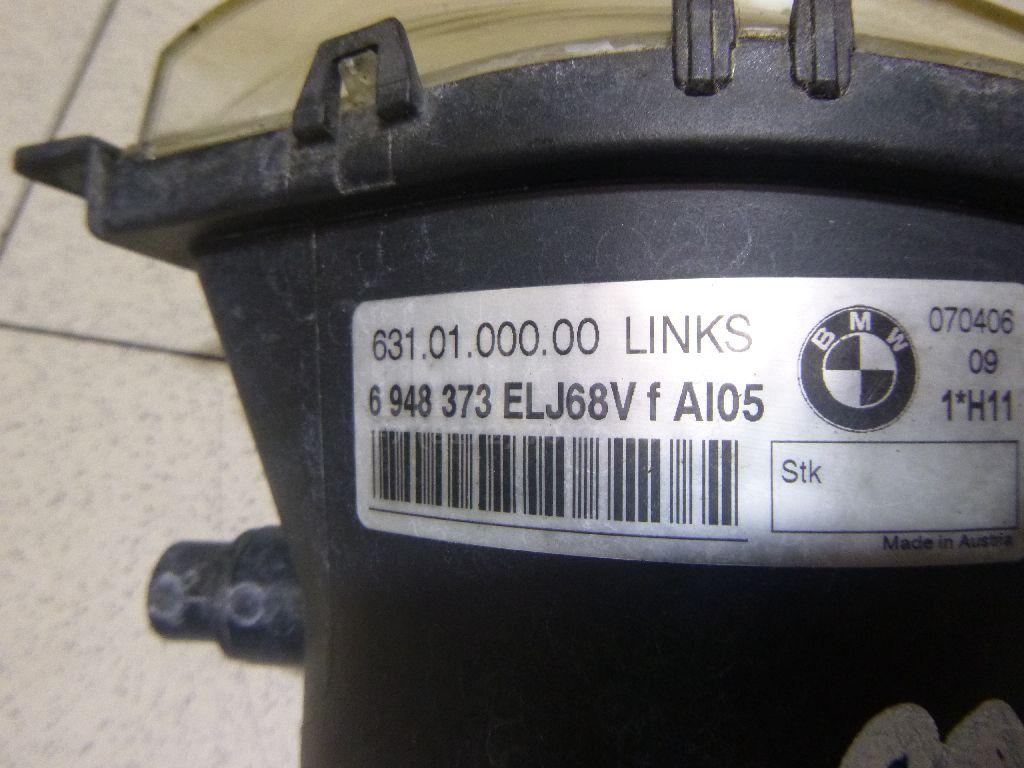 631.01.000.00 LINKS
6 948 373 ELJ68V f AI05
BMW
070406
09
1*H11
Stk
Made in Austria